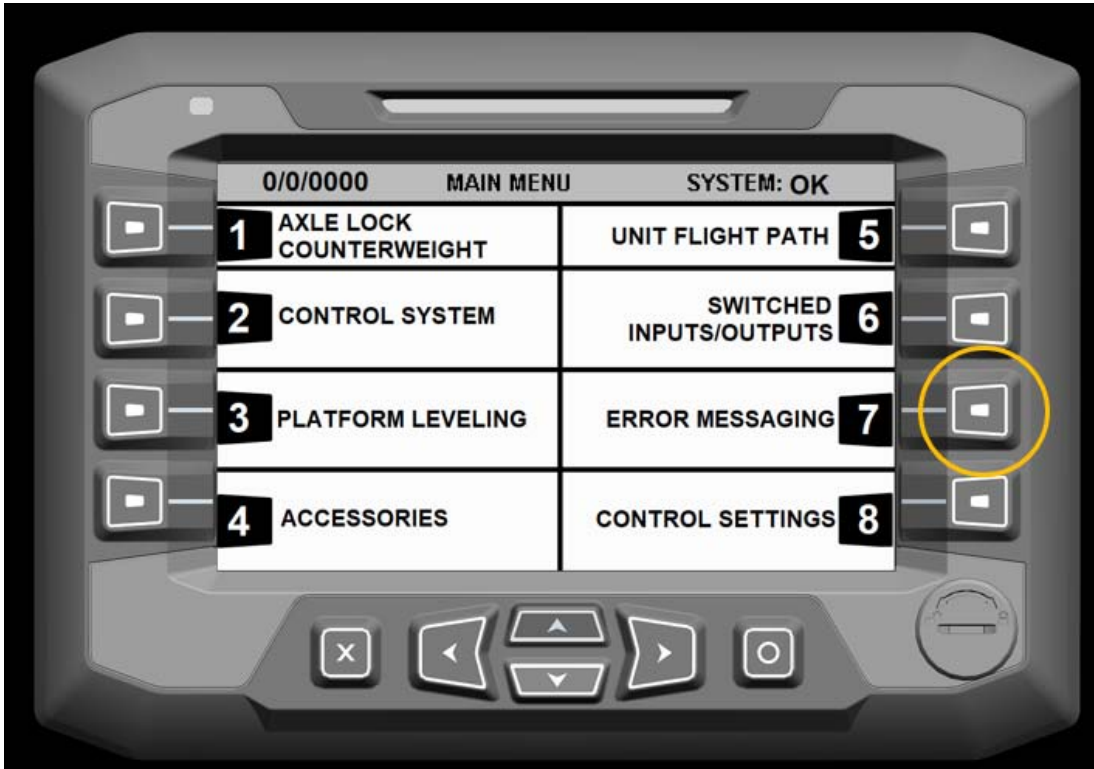 0/0/0000 MAIN MENU SYSTEM: OK
1 AXLE LOCK
COUNTERWEIGHT
2 CONTROL SYSTEM
3 PLATFORM LEVELING
4 ACCESSORIES
UNIT FLIGHT PATH 5
SWITCHED
INPUTS/OUTPUTS 6
ERROR MESSAGING 7
CONTROL SETTINGS 8
X